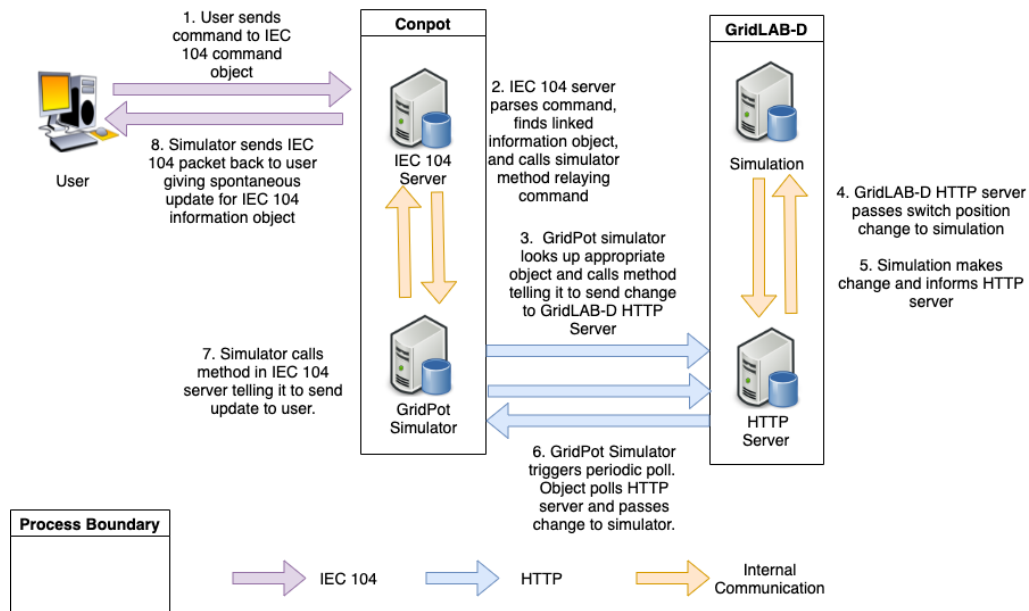 1. User sends
command to IEC
104 command
object
User
8. Simulator sends IEC
104 packet back to user
giving spontaneous
update for IEC 104
information object
Conpot
IEC 104
Server
2. IEC 104 server
parses command,
finds linked
information object,
and calls simulator
method relaying
command
GridLAB-D
Simulation
3. GridPot simulator
looks up appropriate
object and calls method
telling it to send change
to GridLAB-D HTTP
Server
4. GridLAB-D HTTP server
passes switch position
change to simulation
5. Simulation makes
change and informs HTTP
server
7. Simulator calls
method in IEC 104
server telling it to send
update to user.
GridPot
Simulator
HTTP
Server
6. GridPot Simulator
triggers periodic poll.
Object polls HTTP
server and passes
change to simulator.
Process Boundary
IEC 104
HTTP
Internal
Communication